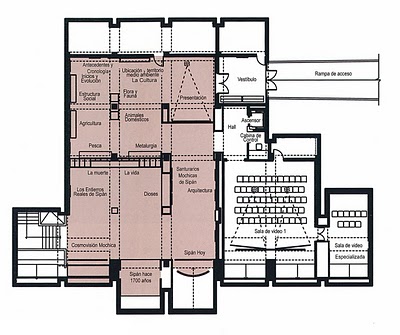 Antecedentes y
Cronología
Inicios y
Evolución
Ubicación y territorio
medio ambiente
La Cultura
Estructura
Social
Flora y
Fauna
Presentación
Vestíbulo
Rampa de acceso
Agricultura
Animales
Domésticos
Hall
Ascensor
Cabina de
Control
Pesca
Metalurgia
La muerte
La vida
Santurarios
Mochicas
de Sipán
Los Entierros
Reales de Sipán
Dioses
Arquitectura
Cosmovisión Mochica
Sipán Hoy
Sala de video 1
Sala de video
Especializada
Sipán hace
1700 años